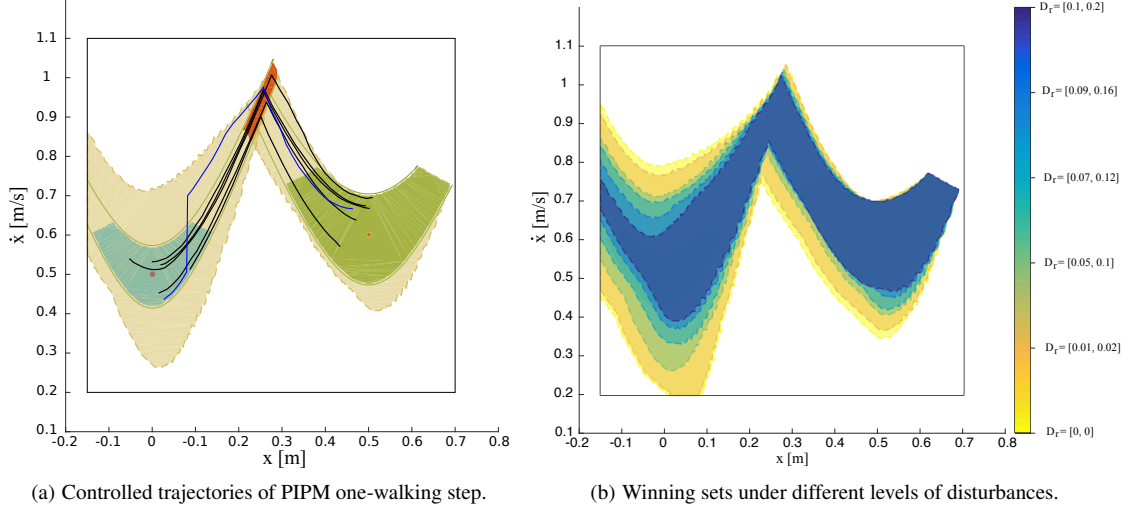 1.1
1
0.9
0.8
0.7
0.6
0.5
0.4
0.3
0.2
0.1
ẋ [m/s]
-0.2 -0.1 0 -0.1 0.2 0.3 0.4 0.5 0.6 0.7 0.8
x [m]
(a) Controlled trajectories of PIPM one-walking step.
1.1
1
0.9
0.8
0.7
0.6
0.5
0.4
0.3
0.2
0.1
ẋ [m/s]
-0.2 -0.1 0 0.1 0.2 0.3 0.4 0.5 0.6 0.7 0.8
x [m]
D_r = [0.1, 0.2]
D_r = [0.09, 0.16]
D_r = [0.07, 0.12]
D_r = [0.05, 0.1]
D_r = [0.01, 0.02]
D_r = [0, 0]
(b) Winning sets under different levels of disturbances.